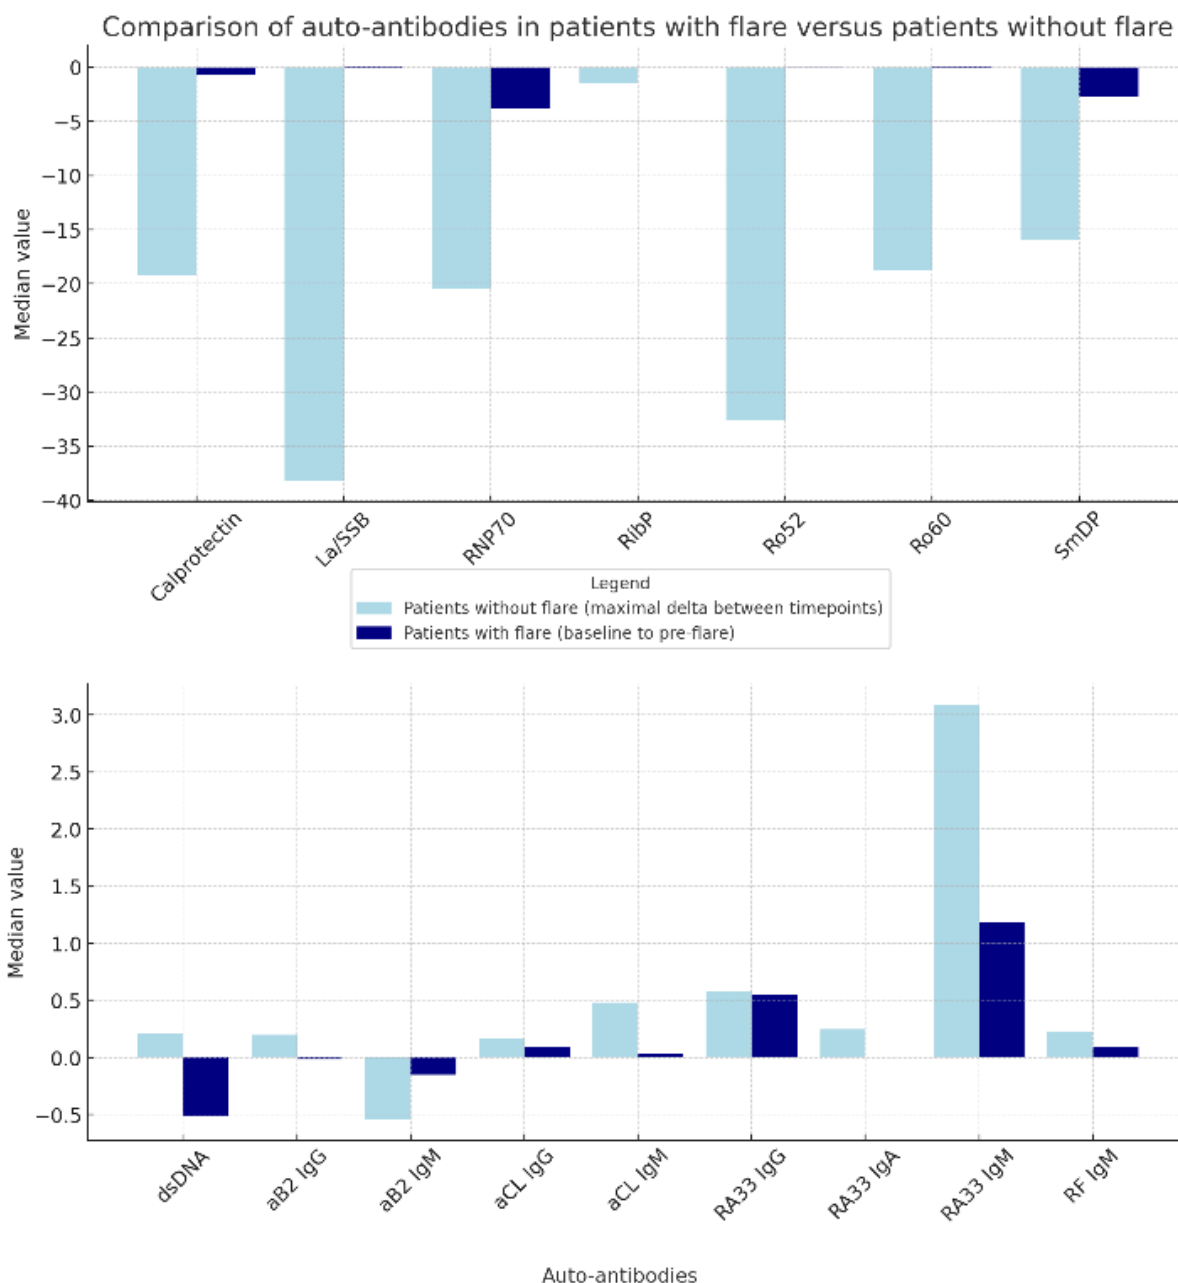 Comparison of auto-antibodies in patients with flare versus patients without flare
Median value
0
−5
−10
−15
−20
−25
−30
−35
−40
Calprotectin
La/SSB
RNP70
RibP
Ro52
Ro60
SmDP
Legend
Patients without flare (maximal delta between timepoints)
Patients with flare (baseline to pre-flare)
Median value
3.0
2.5
2.0
1.5
1.0
0.5
0.0
−0.5
dsDNA
aB2 IgG
aB2 IgM
aCL IgG
aCL IgM
RA33 IgG
RA33 IgA
RA33 IgM
RF IgM
Auto-antibodies